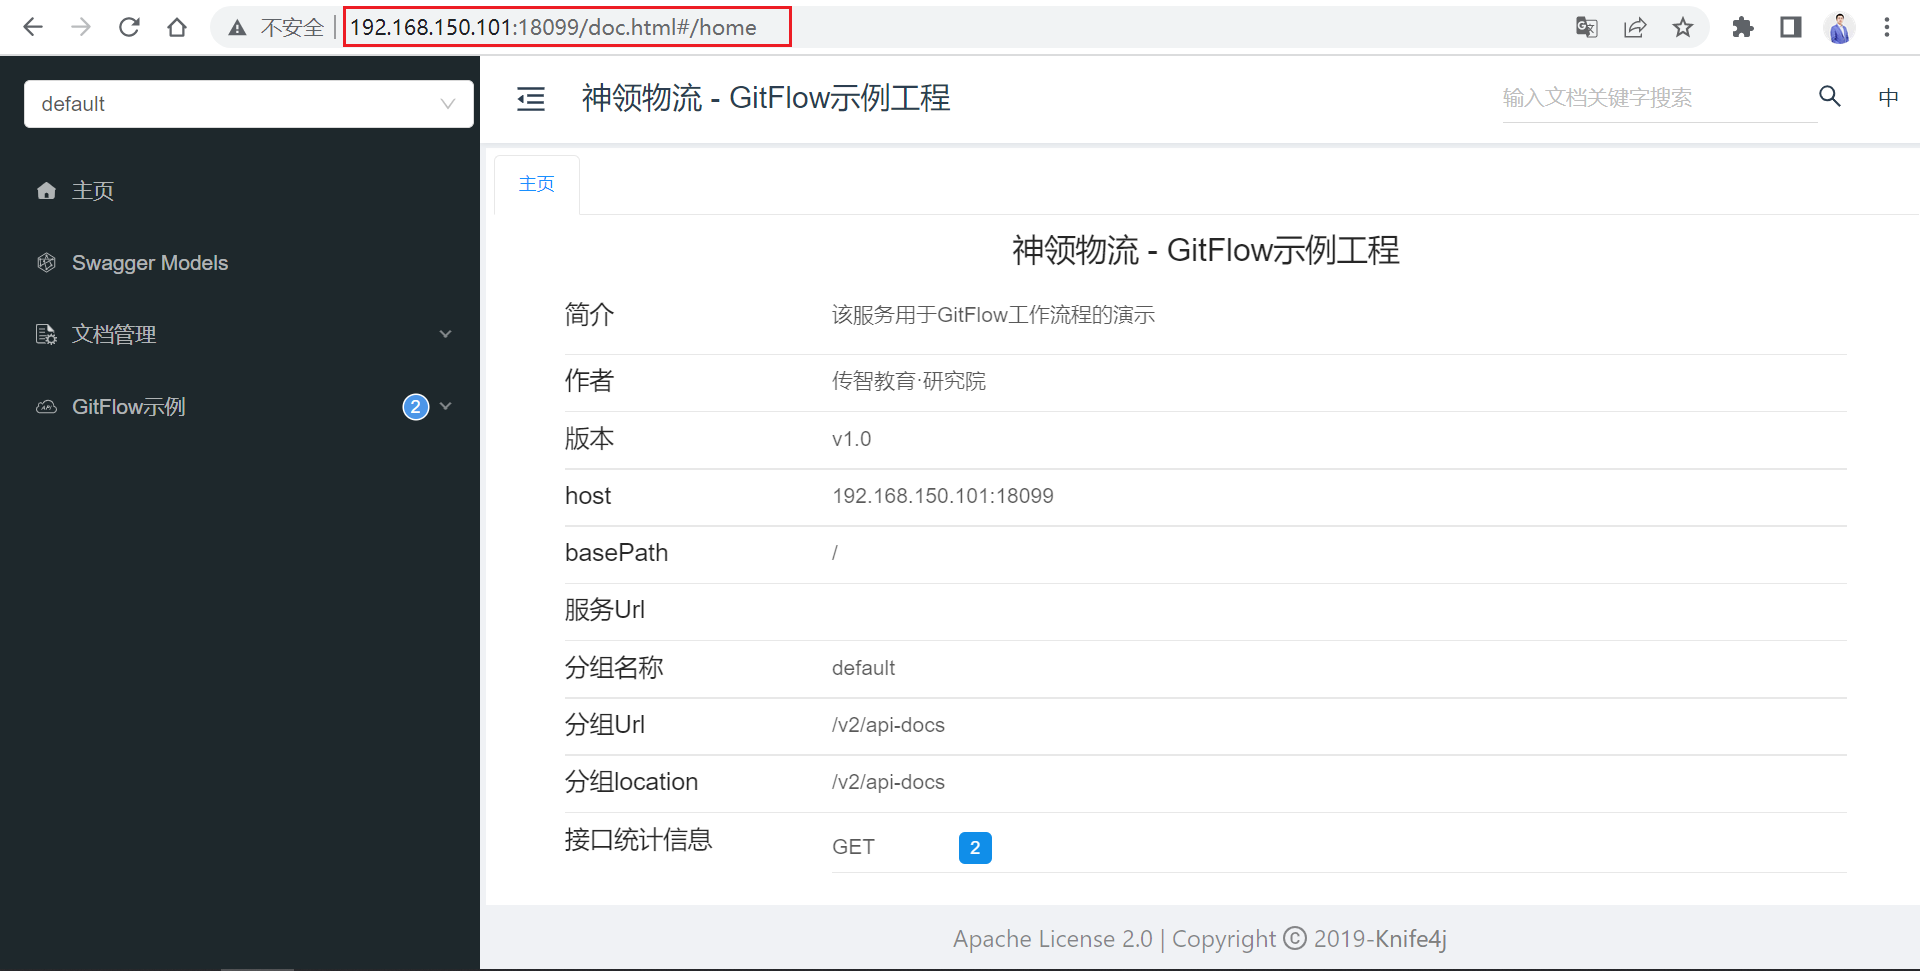 不安全 | 192.168.150.101:18099/doc.html#/home
default
主页
Swagger Models
文档管理
GitFlow示例 2
神领物流 - GitFlow示例工程
输入文档关键字搜索
中
主页
神领物流 - GitFlow示例工程
简介 该服务用于GitFlow工作流程的演示
作者 传智教育·研究院
版本 v1.0
host 192.168.150.101:18099
basePath /
服务Url
分组名称 default
分组Url /v2/api-docs
分组location /v2/api-docs
接口统计信息 GET 2
Apache License 2.0 | Copyright © 2019-Knife4j